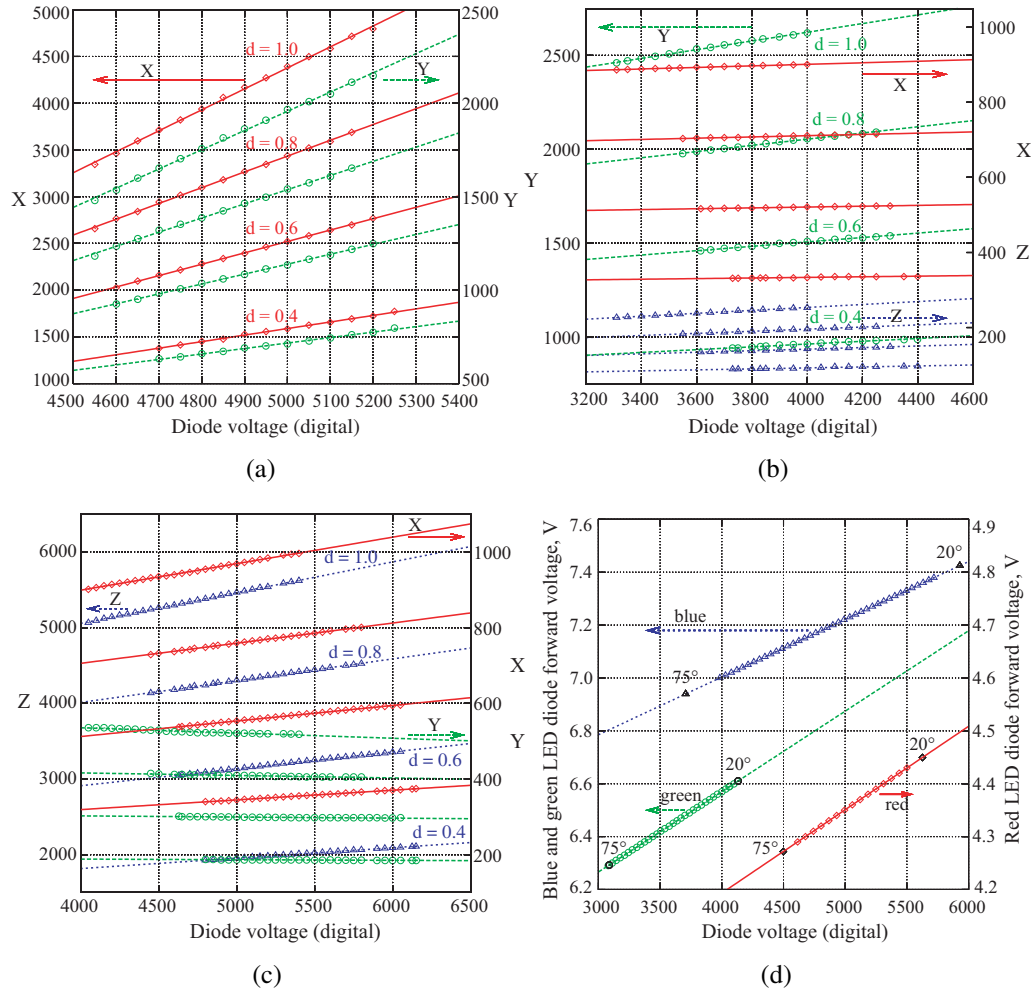 5000
4500
4000
3500
3000
2500
2000
1500
1000
X
2500
2000
1500
1000
500
Y
d = 1.0
X
Y
d = 0.8
d = 0.6
d = 0.4
4500 4600 4700 4800 4900 5000 5100 5200 5300 5400
Diode voltage (digital)
(a)
2500
2000
1500
1000
Y
1000
800
600
400
200
X
Z
Y
d = 1.0
X
d = 0.8
d = 0.6
Z
d = 0.4
3200 3400 3600 3800 4000 4200 4400 4600
Diode voltage (digital)
(b)
6000
5000
4000
3000
2000
Z
1000
800
600
400
200
X
Y
X
d = 1.0
Z
d = 0.8
Y
d = 0.6
d = 0.4
4000 4500 5000 5500 6000 6500
Diode voltage (digital)
(c)
Blue and green LED diode forward voltage, V
7.6
7.4
7.2
7.0
6.8
6.6
6.4
6.2
4.9
4.8
4.7
4.6
4.5
4.4
4.3
4.2
Red LED diode forward voltage, V
20°
blue
75°
20°
20°
green
red
75°
75°
3000 3500 4000 4500 5000 5500 6000
Diode voltage (digital)
(d)